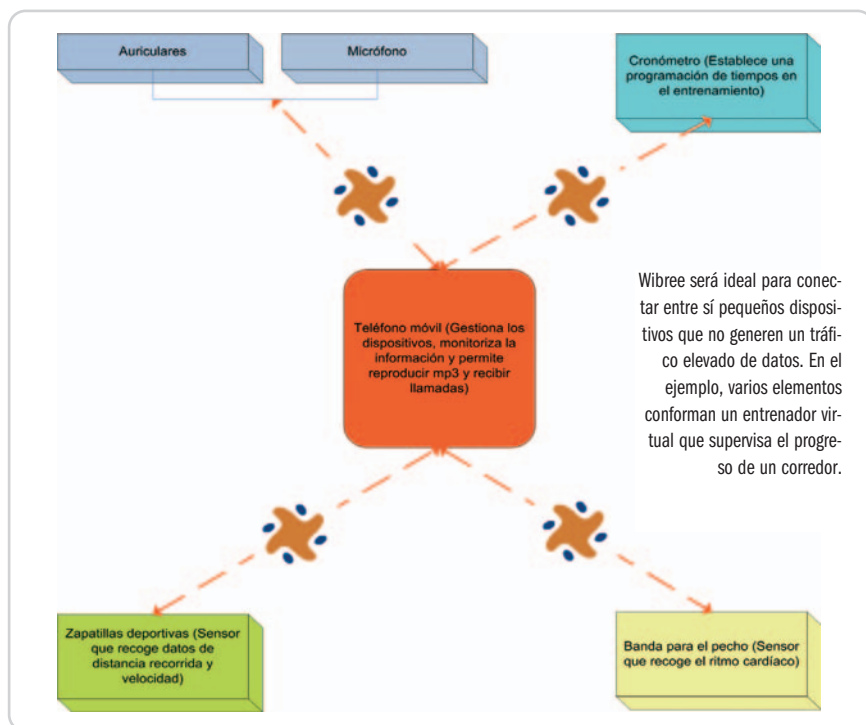 Auriculares
Micrófono
Cronómetro (Establece una
programación de tiempos en
el entrenamiento)
Teléfono móvil (Gestiona los
dispositivos, monitoriza la
información y permite
reproducir mp3 y recibir
llamadas)
Wibree será ideal para conec-
tar entre sí pequeños disposi-
tivos que no generen un tráfi-
co elevado de datos. En el
ejemplo, varios elementos
conforman un entrenador vir-
tual que supervisa el progre-
so de un corredor.
Zapatillas deportivas (Sensor
que recoge datos de
distancia recorrida y
velocidad)
Banda para el pecho (Sensor
que recoge el ritmo cardíaco)